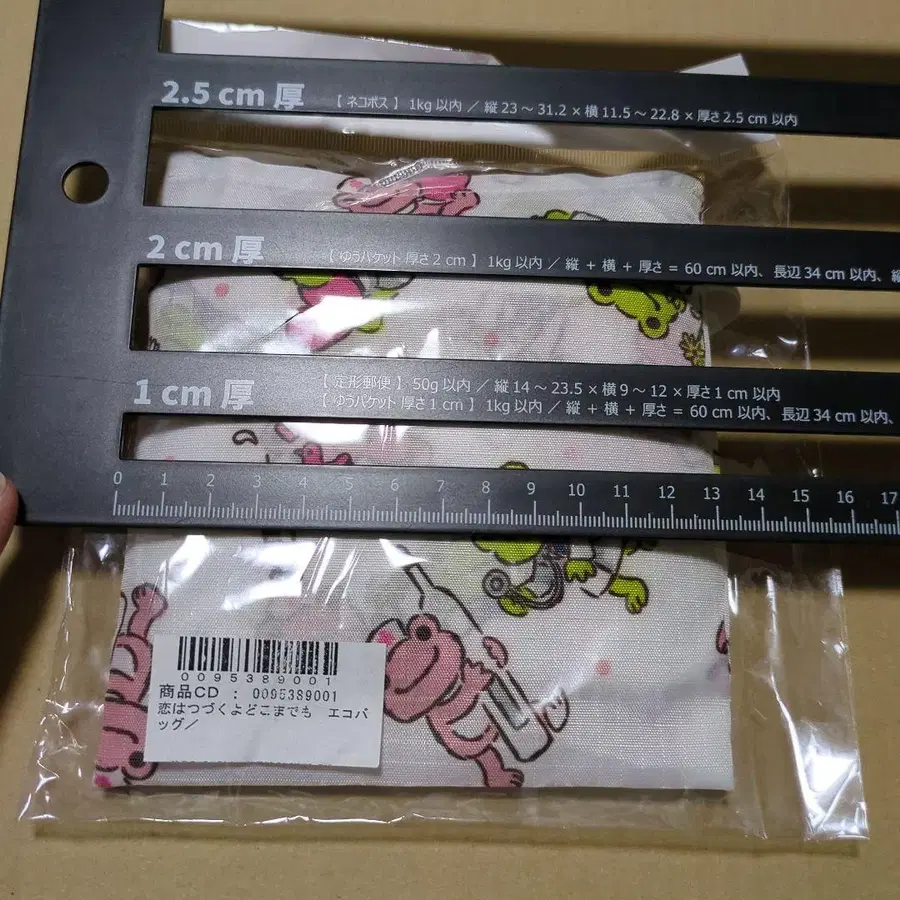 2.5 cm 厚
【 ネコポス 】 1kg 以内 ／ 縦 23 ～ 31.2 × 横 11.5 ～ 22.8 × 厚さ 2.5 cm 以内
2 cm 厚
【 ゆうパケット 厚さ 2 cm 】 1kg 以内 ／ 縦 + 横 + 厚さ = 60 cm 以内、長辺 34 cm 以内、縦
1 cm 厚
【 定形郵便 】 50g 以内 ／ 縦 14 ～ 23.5 × 横 9 ～ 12 × 厚さ 1 cm 以内
【 ゆうパケット 厚さ 1 cm 】 1kg 以内 ／ 縦 + 横 + 厚さ = 60 cm 以内、長辺 34 cm 以内、
0 1 2 3 4 5 6 7 8 9 10 11 12 13 14 15 16 17
0095389001
商品CD : 0095389001
恋はつづくよどこまでも エコバ
ッグ／